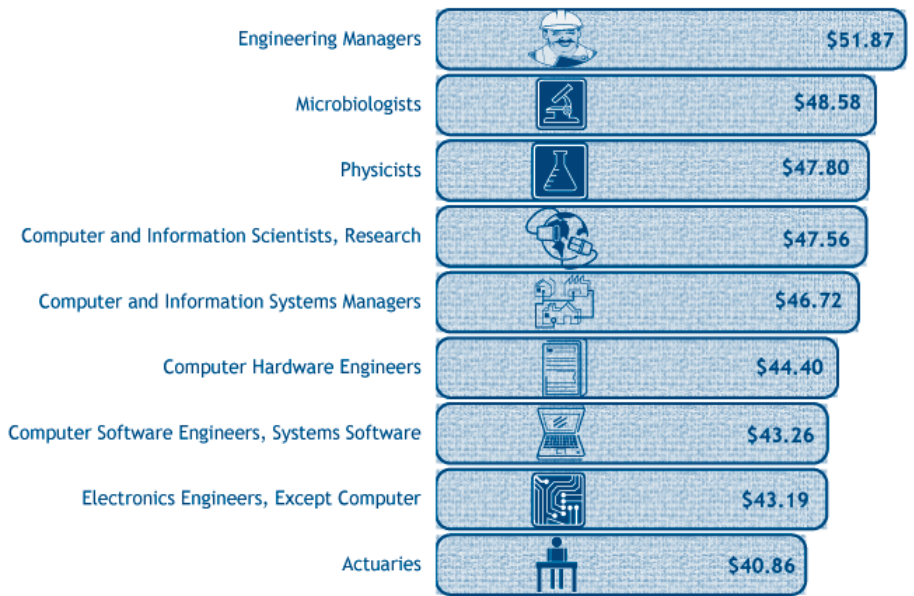 Engineering Managers $51.87
Microbiologists $48.58
Physicists $47.80
Computer and Information Scientists, Research $47.56
Computer and Information Systems Managers $46.72
Computer Hardware Engineers $44.40
Computer Software Engineers, Systems Software $43.26
Electronics Engineers, Except Computer $43.19
Actuaries $40.86